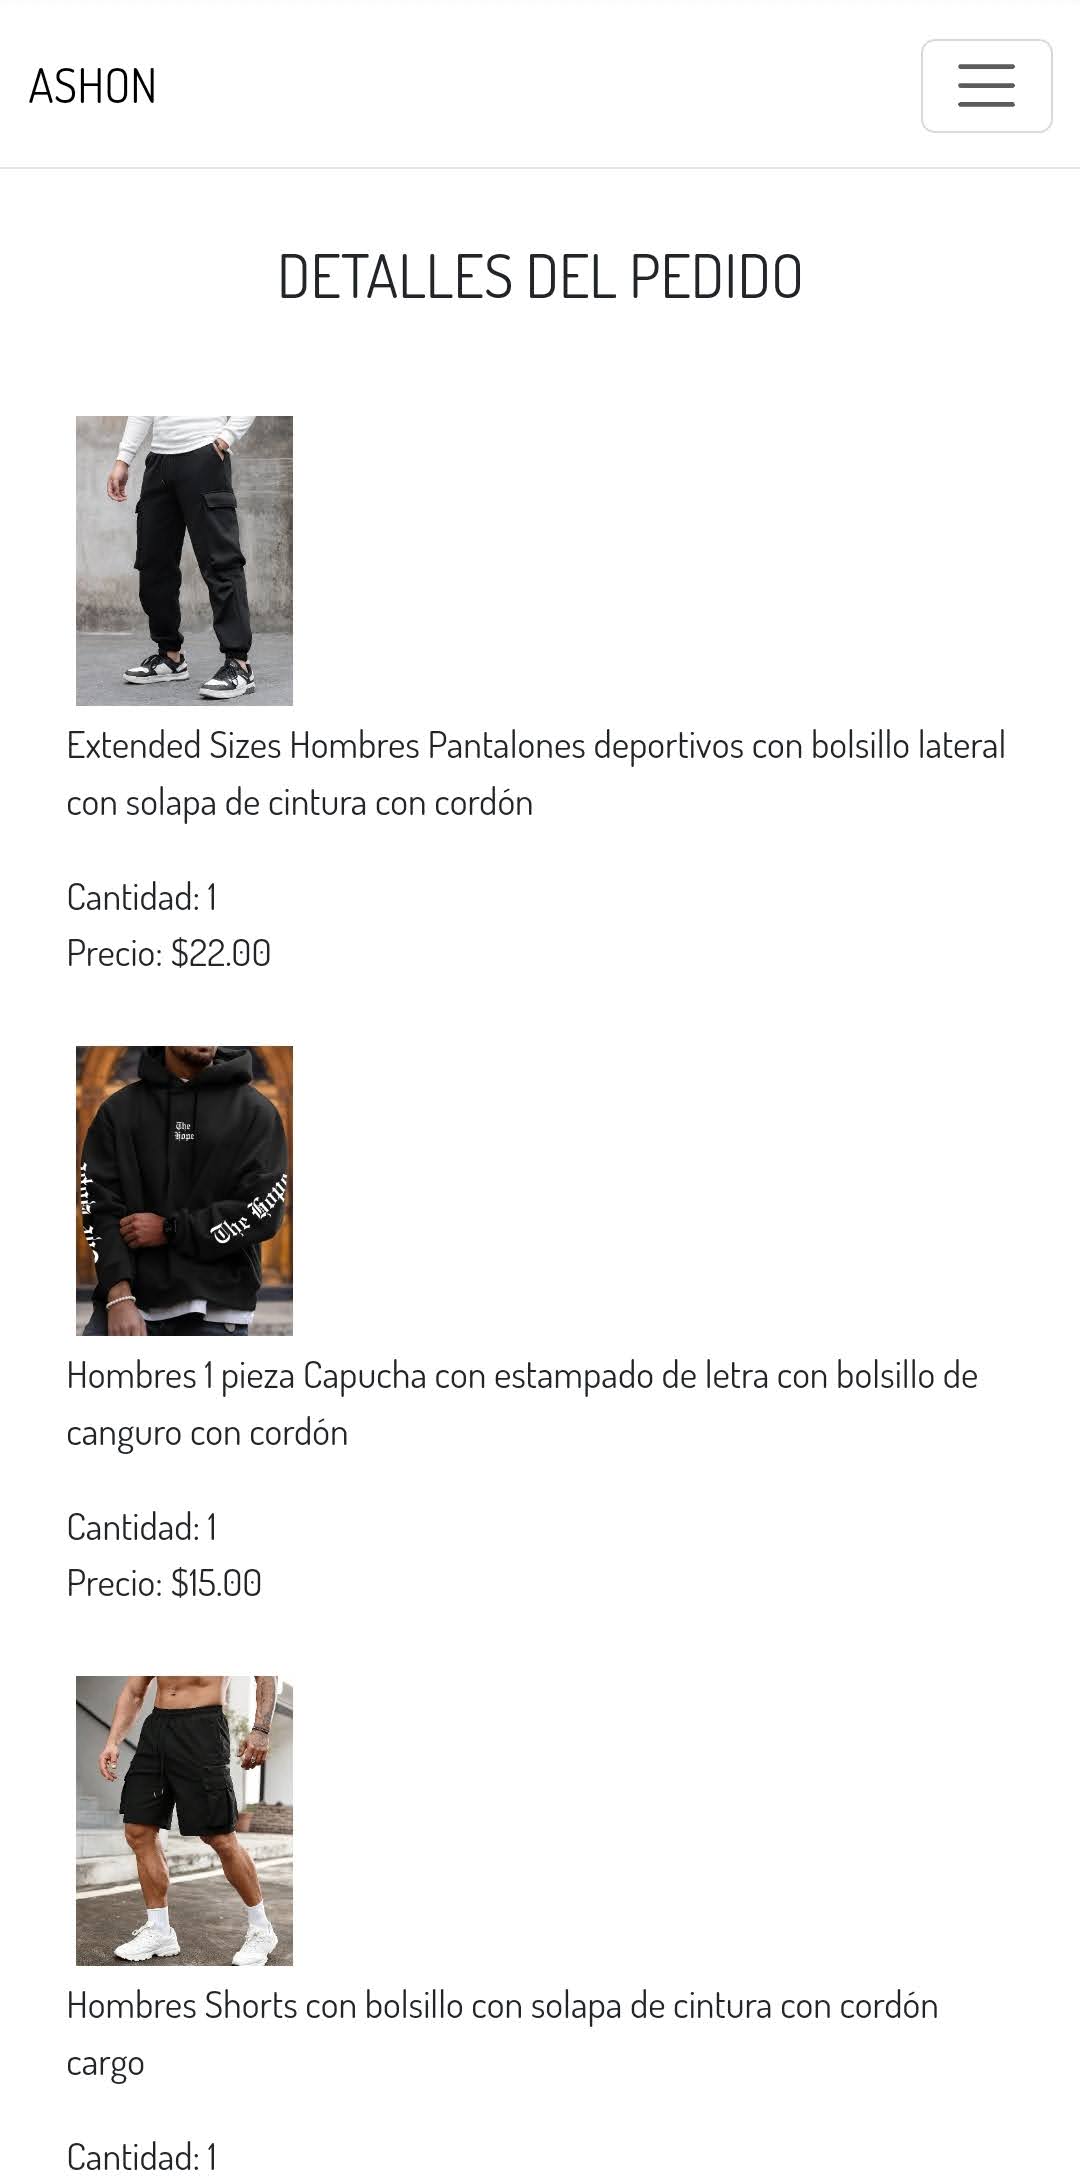 ASHON
DETALLES DEL PEDIDO
Extended Sizes Hombres Pantalones deportivos con bolsillo lateral
con solapa de cintura con cordón
Cantidad: 1
Precio: $22.00
The
Hope
The Hope
Hombres 1 pieza Capucha con estampado de letra con bolsillo de
canguro con cordón
Cantidad: 1
Precio: $15.00
Hombres Shorts con bolsillo con solapa de cintura con cordón
cargo
Cantidad: 1